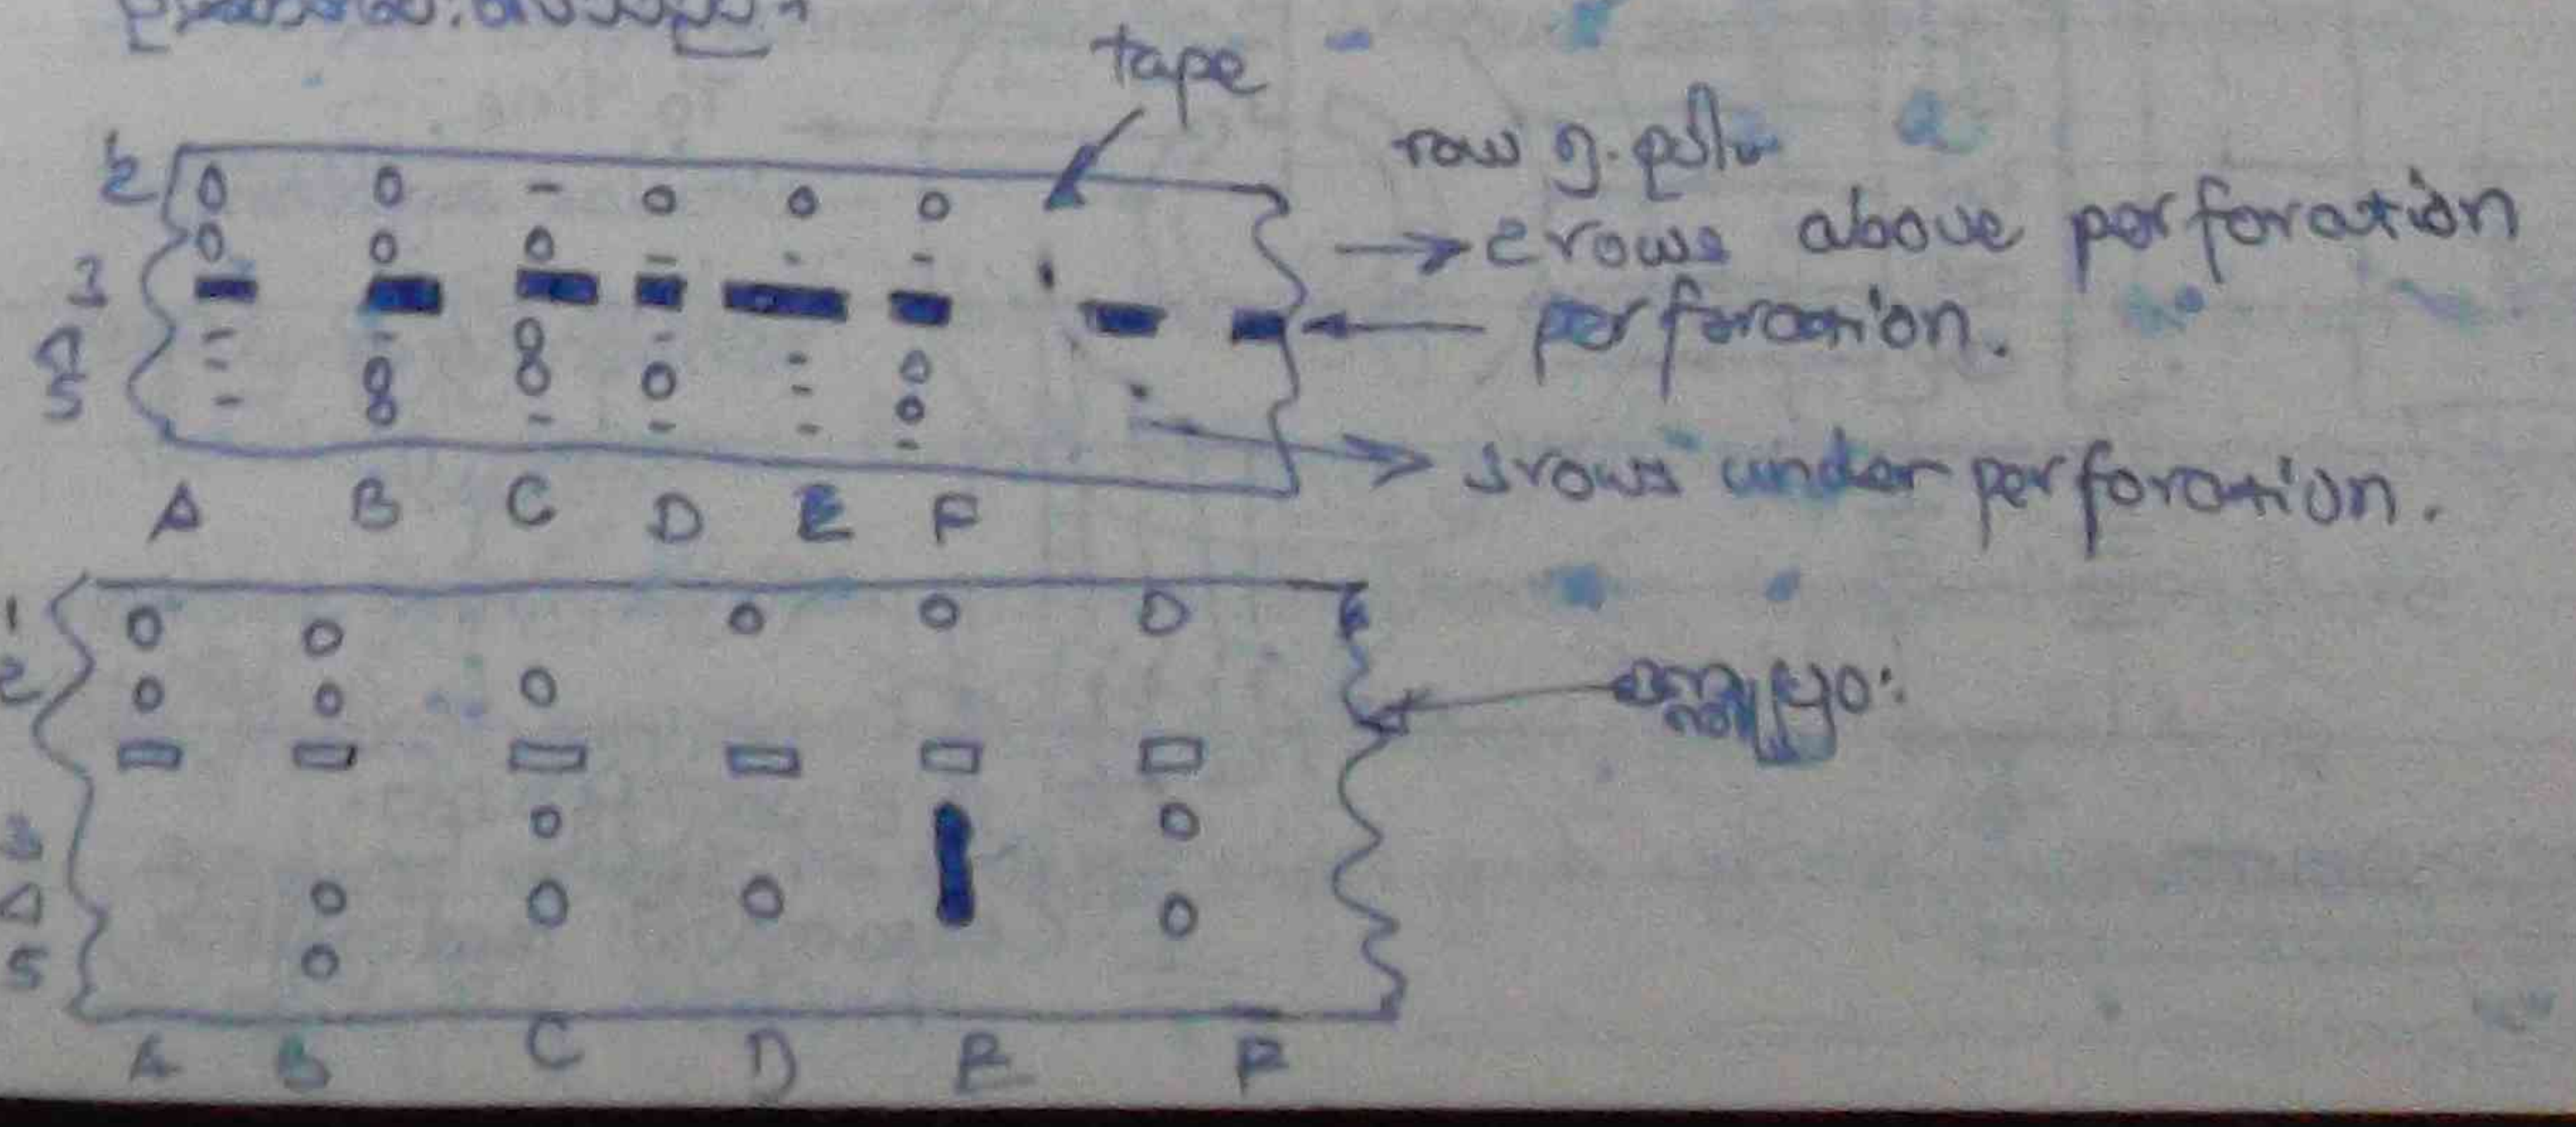 tape
row
2 rows above perforation
perforation.
3 rows under perforation.
A B C D E F
1
2
3
4
5
A B C D E F